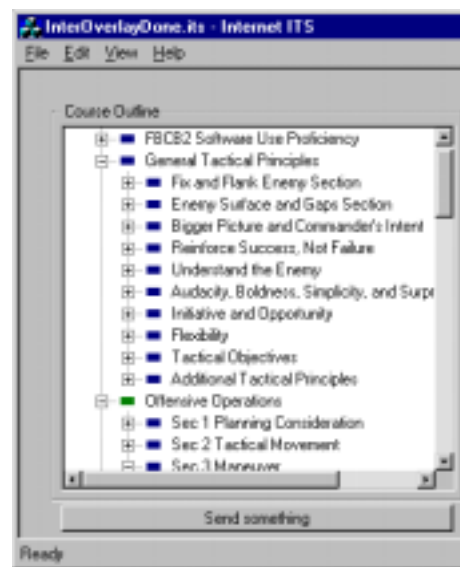 InterOverlayDone.its - Internet ITS
File Edit View Help
Course Outline
FBCB2 Software Use Proficiency
General Tactical Principles
Fix and Flank Enemy Section
Enemy Surface and Gaps Section
Bigger Picture and Commander's Intent
Reinforce Success, Not Failure
Understand the Enemy
Audacity, Boldness, Simplicity, and Surpr
Initiative and Opportunity
Flexibility
Tactical Objectives
Additional Tactical Principles
Offensive Operations
Sec 1 Planning Consideration
Sec 2 Tactical Movement
Sec 3 Maneuver
Send something
Ready